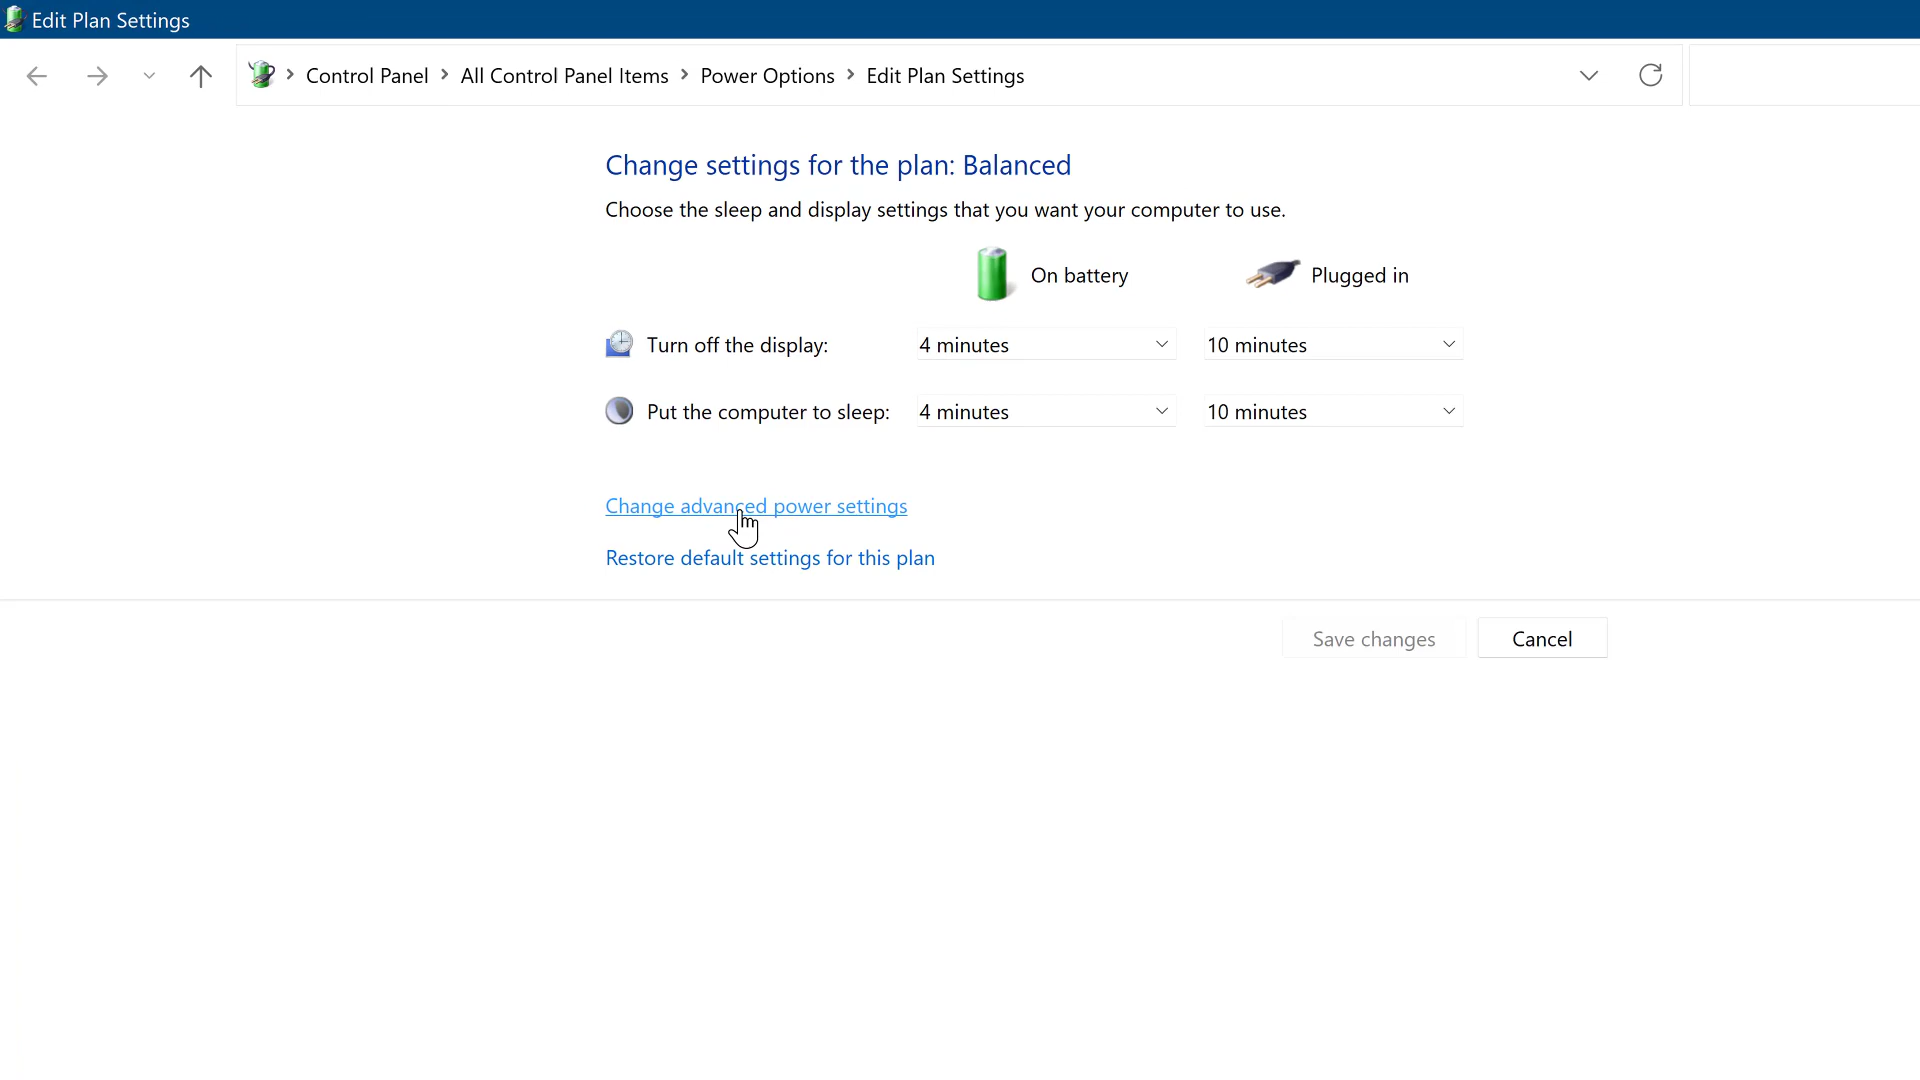 Edit Plan Settings
Control Panel > All Control Panel Items > Power Options > Edit Plan Settings
Change settings for the plan: Balanced
Choose the sleep and display settings that you want your computer to use.
On battery Plugged in
Turn off the display: 4 minutes 10 minutes
Put the computer to sleep: 4 minutes 10 minutes
Change advanced power settings
Restore default settings for this plan
Save changes Cancel